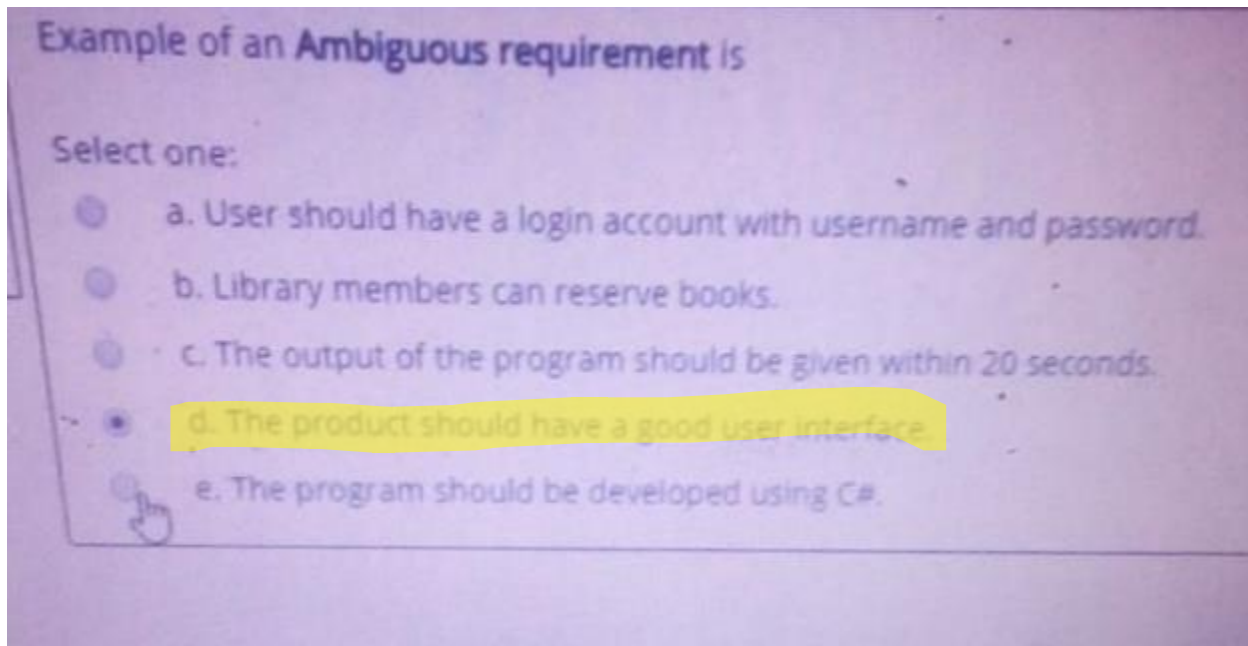 Example of an Ambiguous requirement is
Select one:
a. User should have a login account with username and password.
b. Library members can reserve books.
c. The output of the program should be given within 20 seconds.
d. The product should have a good user interface.
e. The program should be developed using C#.